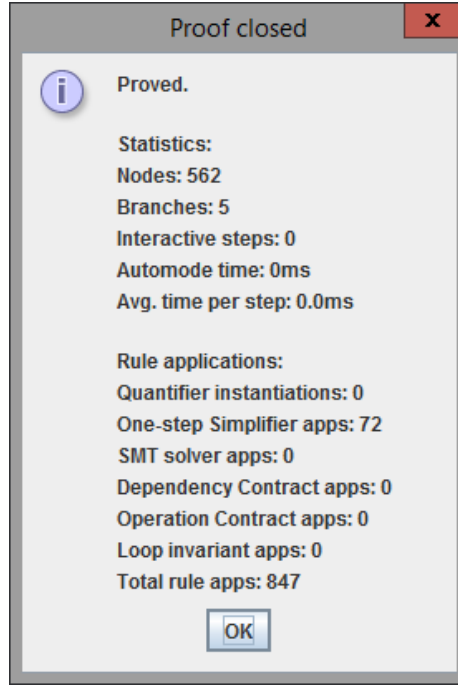 Proof closed
x
i
Proved.
Statistics:
Nodes: 562
Branches: 5
Interactive steps: 0
Automode time: 0ms
Avg. time per step: 0.0ms
Rule applications:
Quantifier instantiations: 0
One-step Simplifier apps: 72
SMT solver apps: 0
Dependency Contract apps: 0
Operation Contract apps: 0
Loop invariant apps: 0
Total rule apps: 847
OK